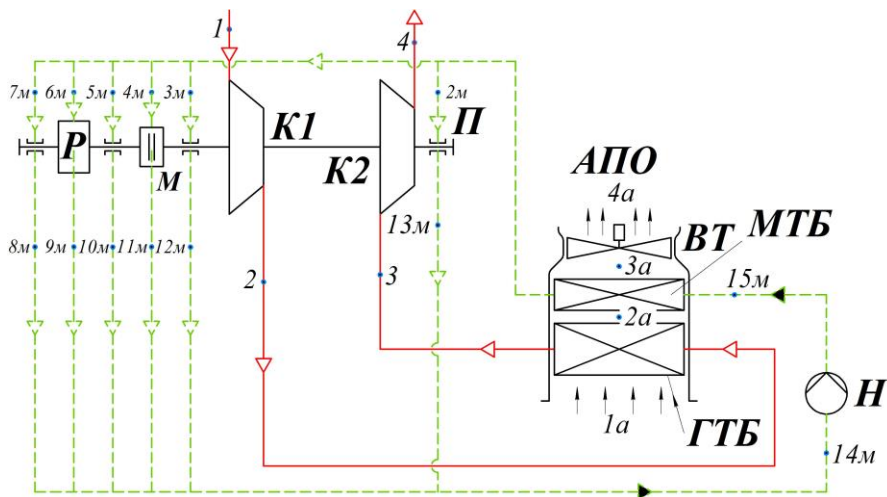 1
4
7м 6м 5м 4м 3м
2м
П
К1
Р
М
К2
АПО
4а
ВТ МТБ
8м 9м 10м 11м 12м
13м
2
3
3а
15м
2а
Н
1а
ГТБ
14м